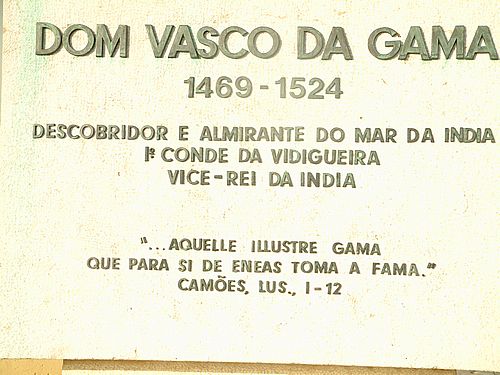 DOM VASCO DA GAMA
1469-1524
DESCOBRIDOR E ALMIRANTE DO MAR DA INDIA
1º CONDE DA VIDIGUEIRA
VICE-REI DA INDIA
"...AQUELLE ILLUSTRE GAMA
QUE PARA SI DE ENEAS TOMA A FAMA."
CAMÕES, LUS., I-12